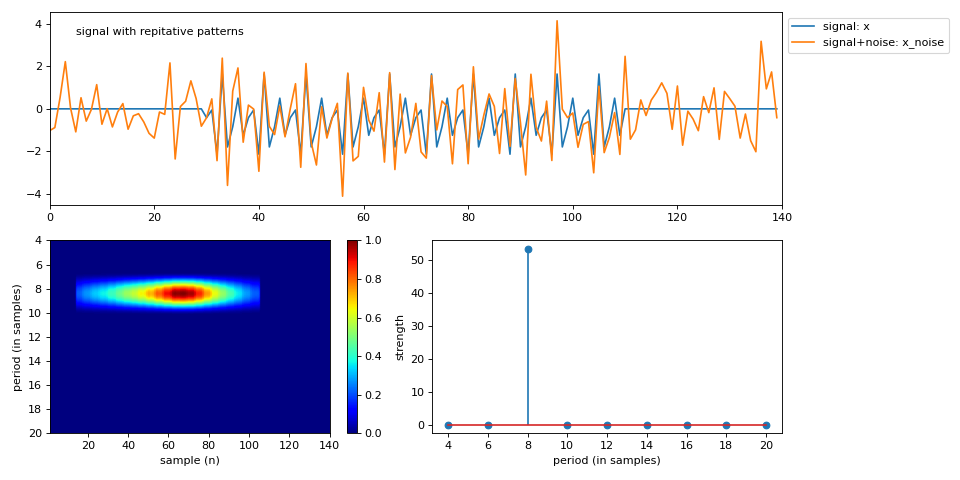 signal with repitative patterns
signal: x
signal+noise: x_noise
4
2
0
−2
−4
0 20 40 60 80 100 120 140
period (in samples)
4
6
8
10
12
14
16
18
20
20 40 60 80 100 120 140
sample (n)
1.0
0.8
0.6
0.4
0.2
0.0
strength
50
40
30
20
10
0
4 6 8 10 12 14 16 18 20
period (in samples)